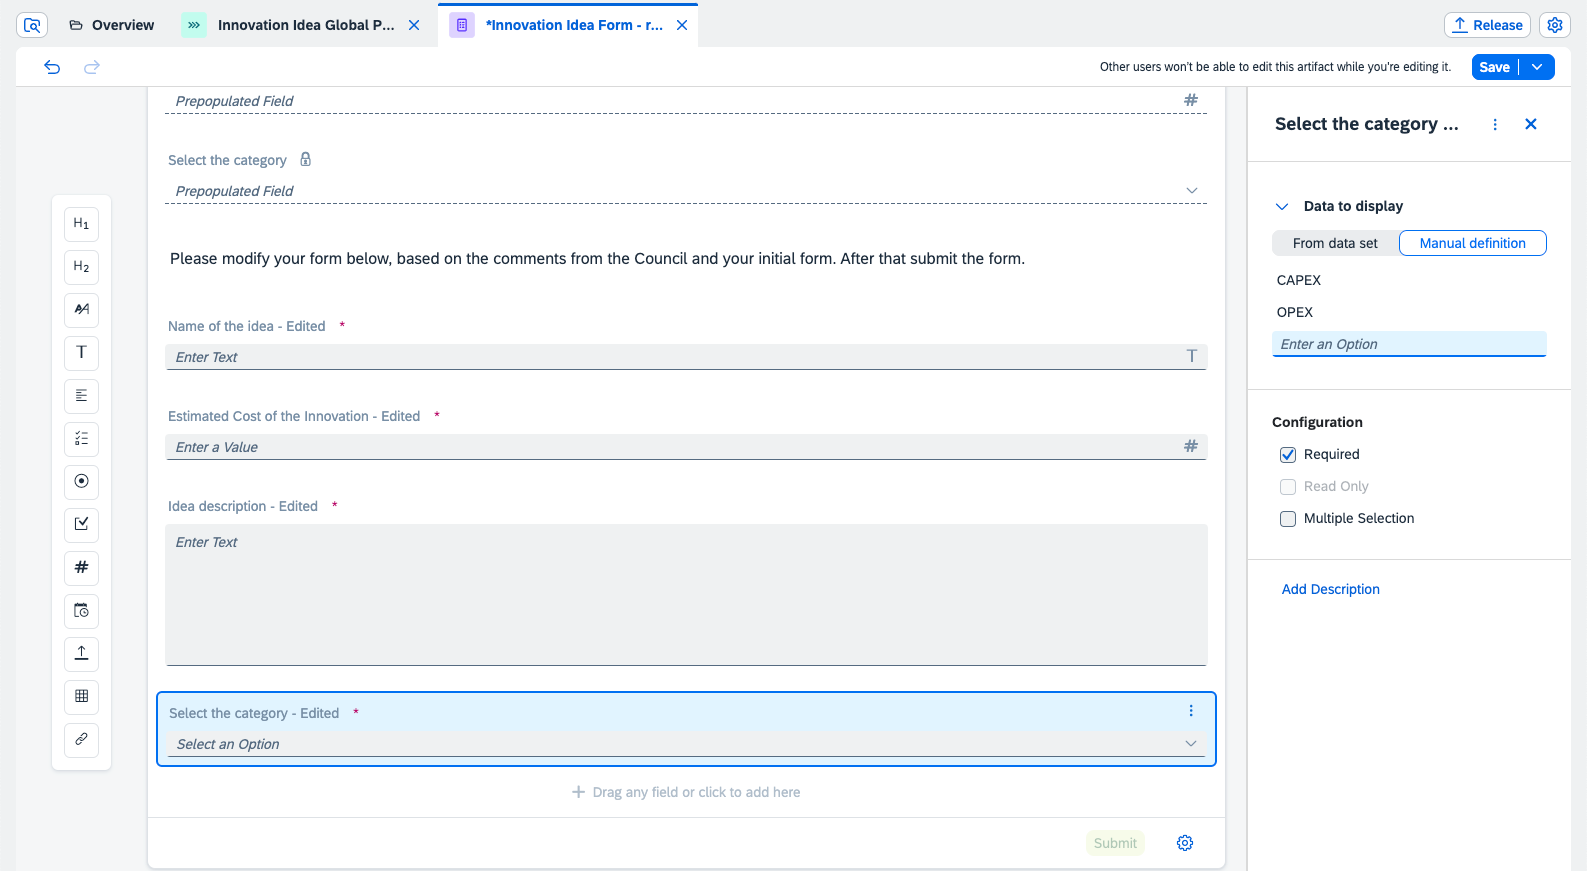 Overview
Innovation Idea Global P...
*Innovation Idea Form - r...
Release
Other users won't be able to edit this artifact while you're editing it.
Save
Prepopulated Field
Select the category
Prepopulated Field
Please modify your form below, based on the comments from the Council and your initial form. After that submit the form.
Name of the idea - Edited *
Enter Text
T
Estimated Cost of the Innovation - Edited *
Enter a Value
#
Idea description - Edited *
Enter Text
Select the category - Edited *
Select an Option
Drag any field or click to add here
Submit
H1
H2
T
#
Select the category ...
Data to display
From data set
Manual definition
CAPEX
OPEX
Enter an Option
Configuration
Required
Read Only
Multiple Selection
Add Description